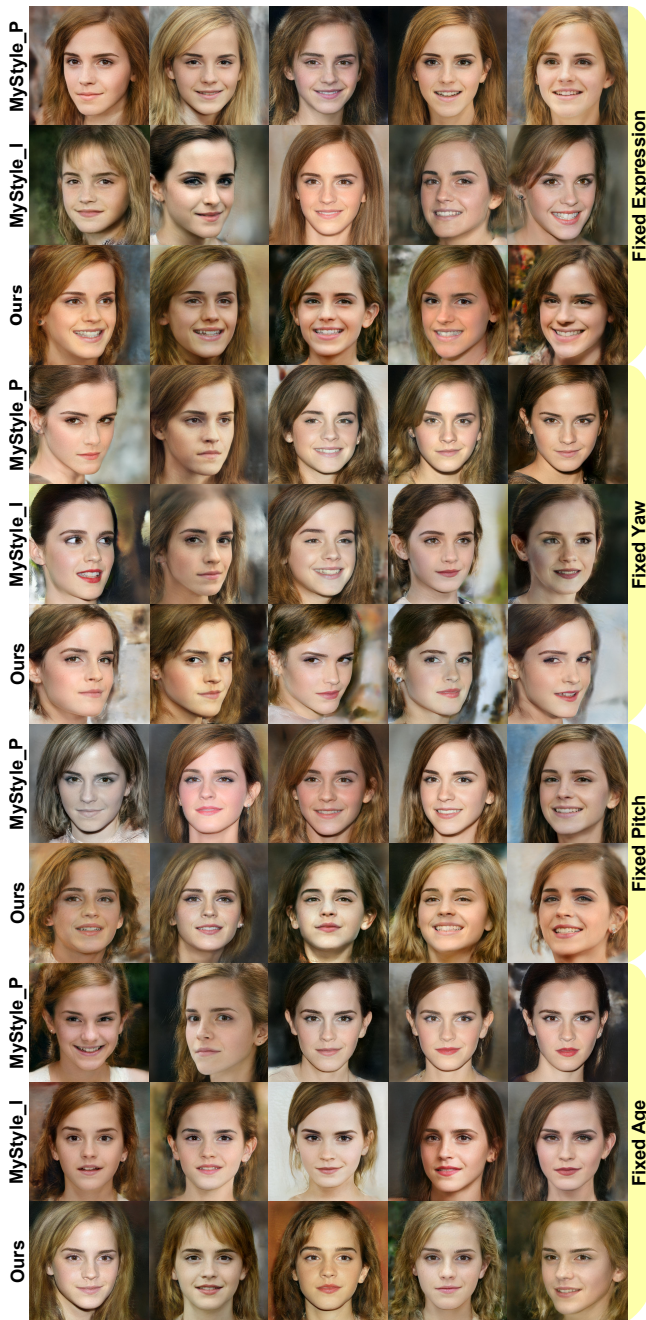 MyStyle_P
MyStyle_I
Ours
Fixed Expression
MyStyle_P
MyStyle_I
Ours
Fixed Yaw
MyStyle_P
Ours
Fixed Pitch
MyStyle_P
MyStyle_I
Ours
Fixed Age